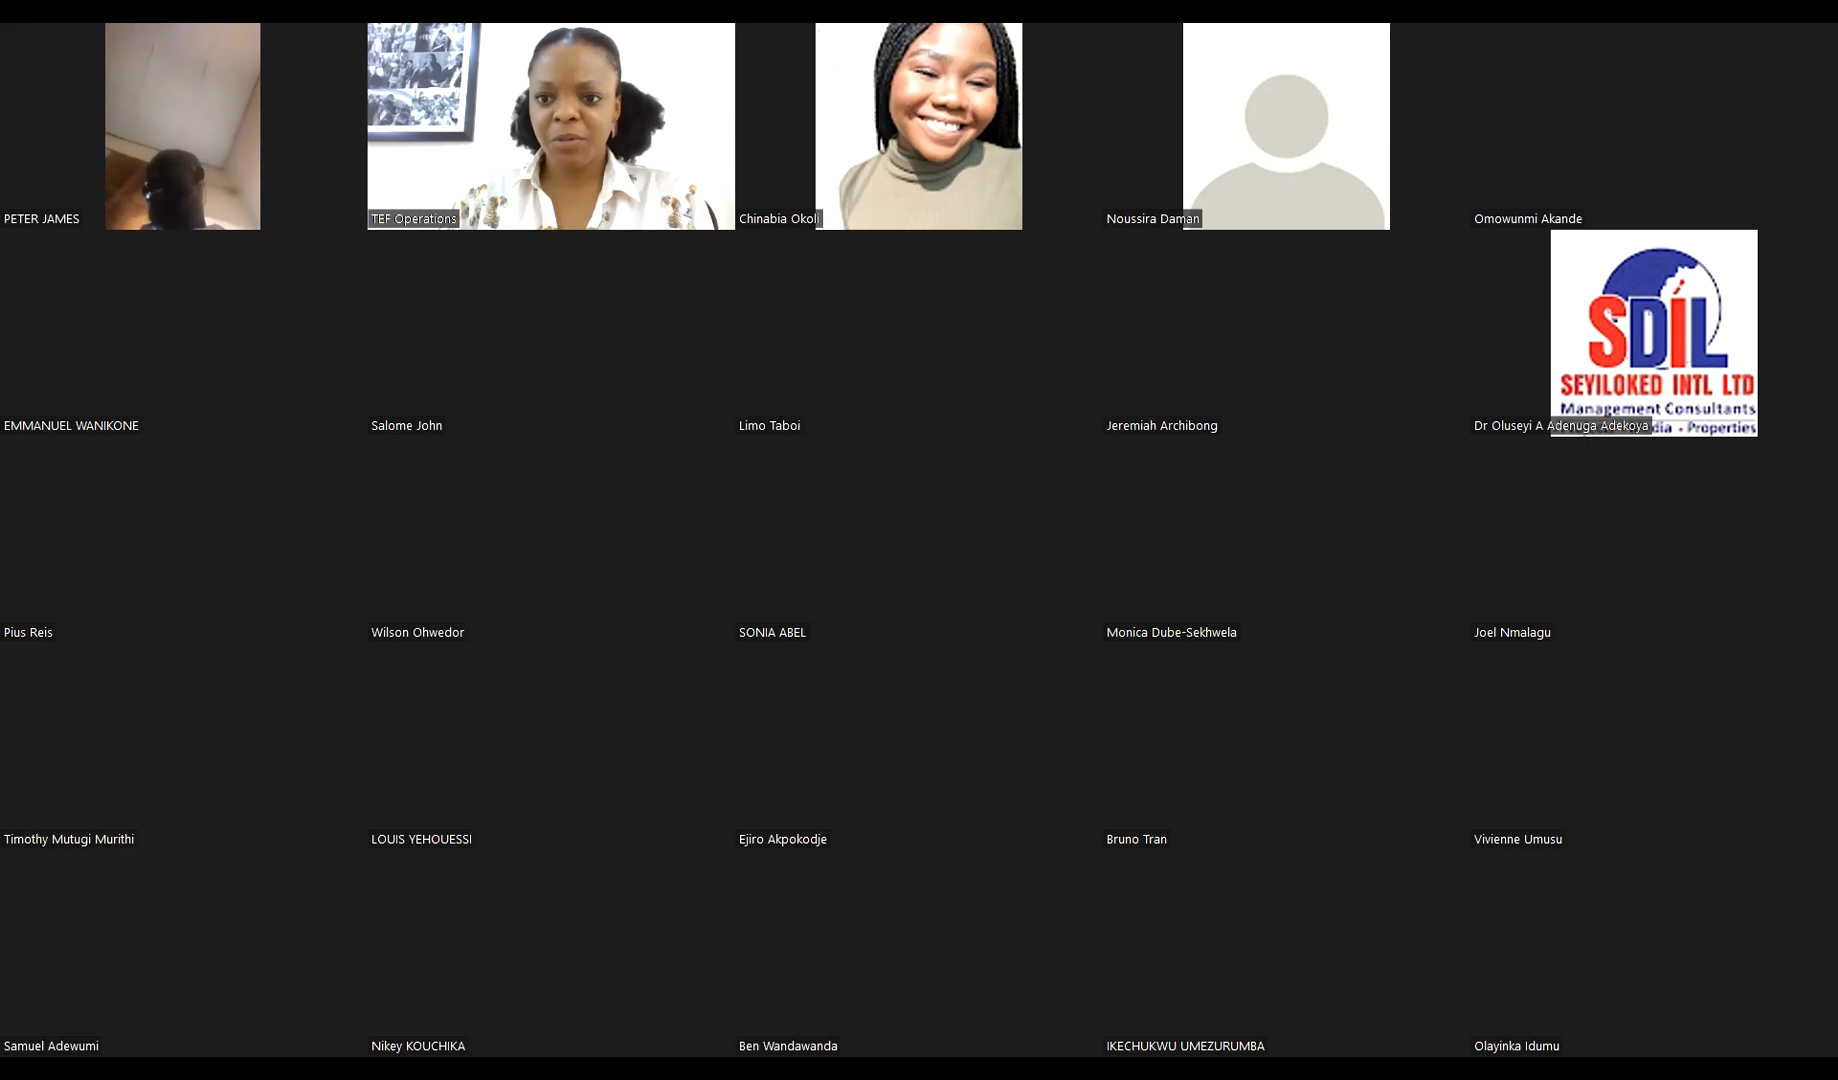 PETER JAMES
TEF Operations
Chinabia Okoli
Noussira Daman
Omowunmi Akande
EMMANUEL WANIKONE
Salome John
Limo Taboi
Jeremiah Archibong
SDIL
SEYILOKED INTL LTD
Management Consultants
dia • Properties
Dr Oluseyi A Adenuga Adekoya
Pius Reis
Wilson Ohwedor
SONIA ABEL
Monica Dube-Sekhwela
Joel Nmalagu
Timothy Mutugi Murithi
LOUIS YEHOUESSI
Ejiro Akpokodje
Bruno Tran
Vivienne Umusu
Samuel Adewumi
Nikey KOUCHIKA
Ben Wandawanda
IKECHUKWU UMEZURUMBA
Olayinka Idumu